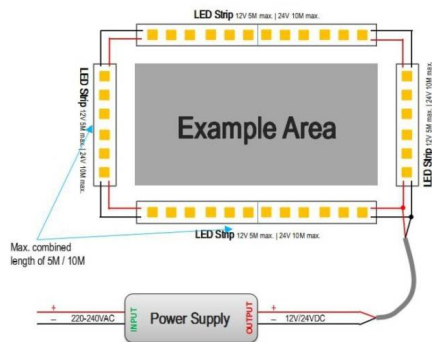 LED Strip 12V 5M max. | 24V 10M max.
LED Strip 12V 5M max. | 24V 10M max.
Example Area
LED Strip 12V 5M max. | 24V 10M max.
LED Strip 12V 5M max. | 24V 10M max.
Max. combined
length of 5M / 10M
+
220-240VAC
–
INPUT
Power Supply
OUTPUT
+
12V/24VDC
–